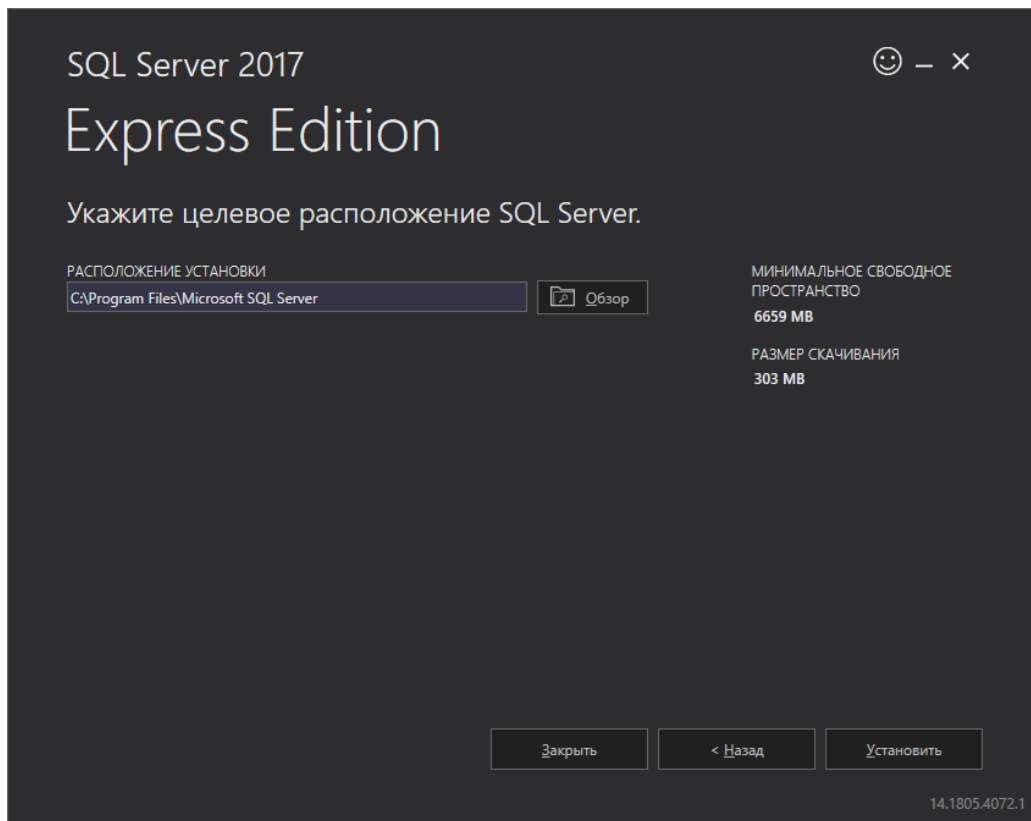 SQL Server 2017
Express Edition
Укажите целевое расположение SQL Server.
РАСПОЛОЖЕНИЕ УСТАНОВКИ
C:\Program Files\Microsoft SQL Server
Обзор
МИНИМАЛЬНОЕ СВОБОДНОЕ
ПРОСТРАНСТВО
6659 MB
РАЗМЕР СКАЧИВАНИЯ
303 MB
Закрыть
< Назад
Установить
14.1805.4072.1